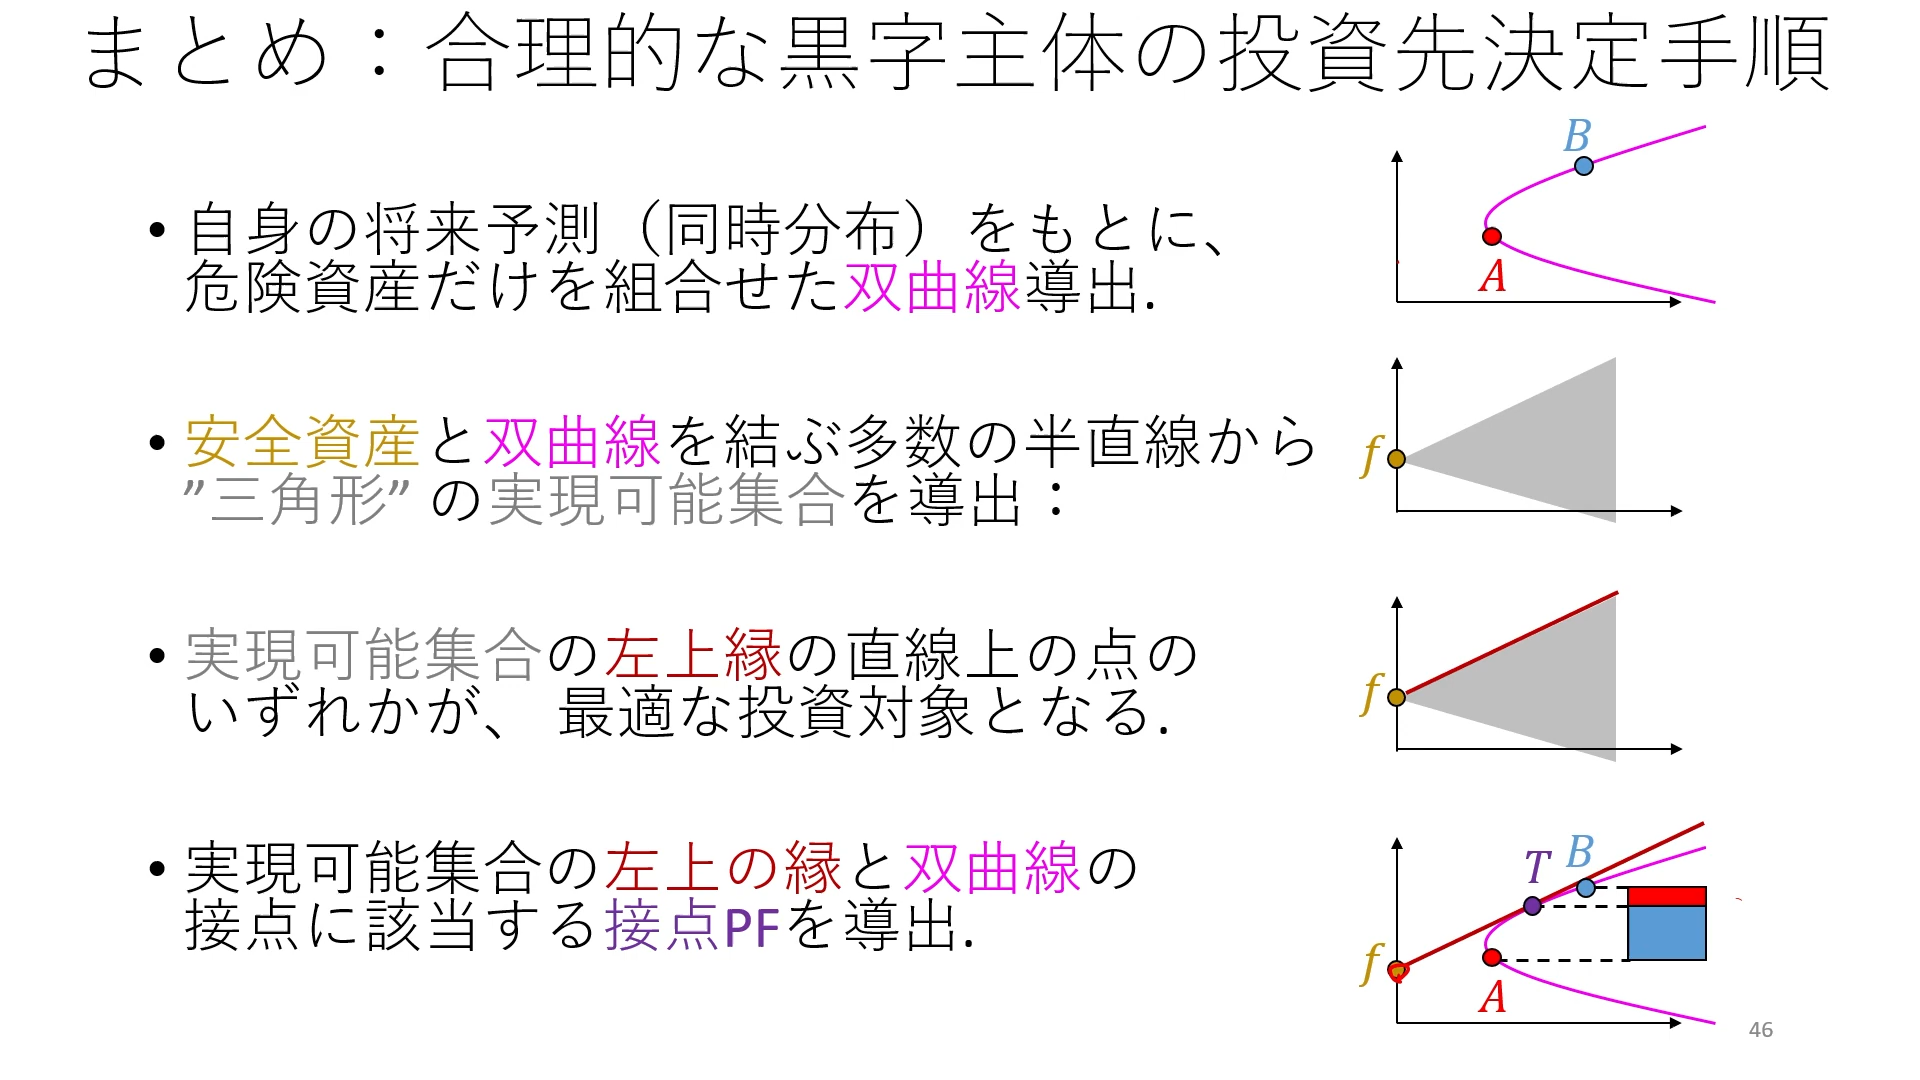 まとめ：合理的な黒字主体の投資先決定手順
• 自身の将来予測（同時分布）をもとに、
危険資産だけを組合せた双曲線導出.
B
A
• 安全資産と双曲線を結ぶ多数の半直線から
”三角形” の実現可能集合を導出：
f
• 実現可能集合の左上縁の直線上の点の
いずれかが、 最適な投資対象となる.
f
• 実現可能集合の左上の縁と双曲線の
接点に該当する接点PFを導出.
T B
f
A
46